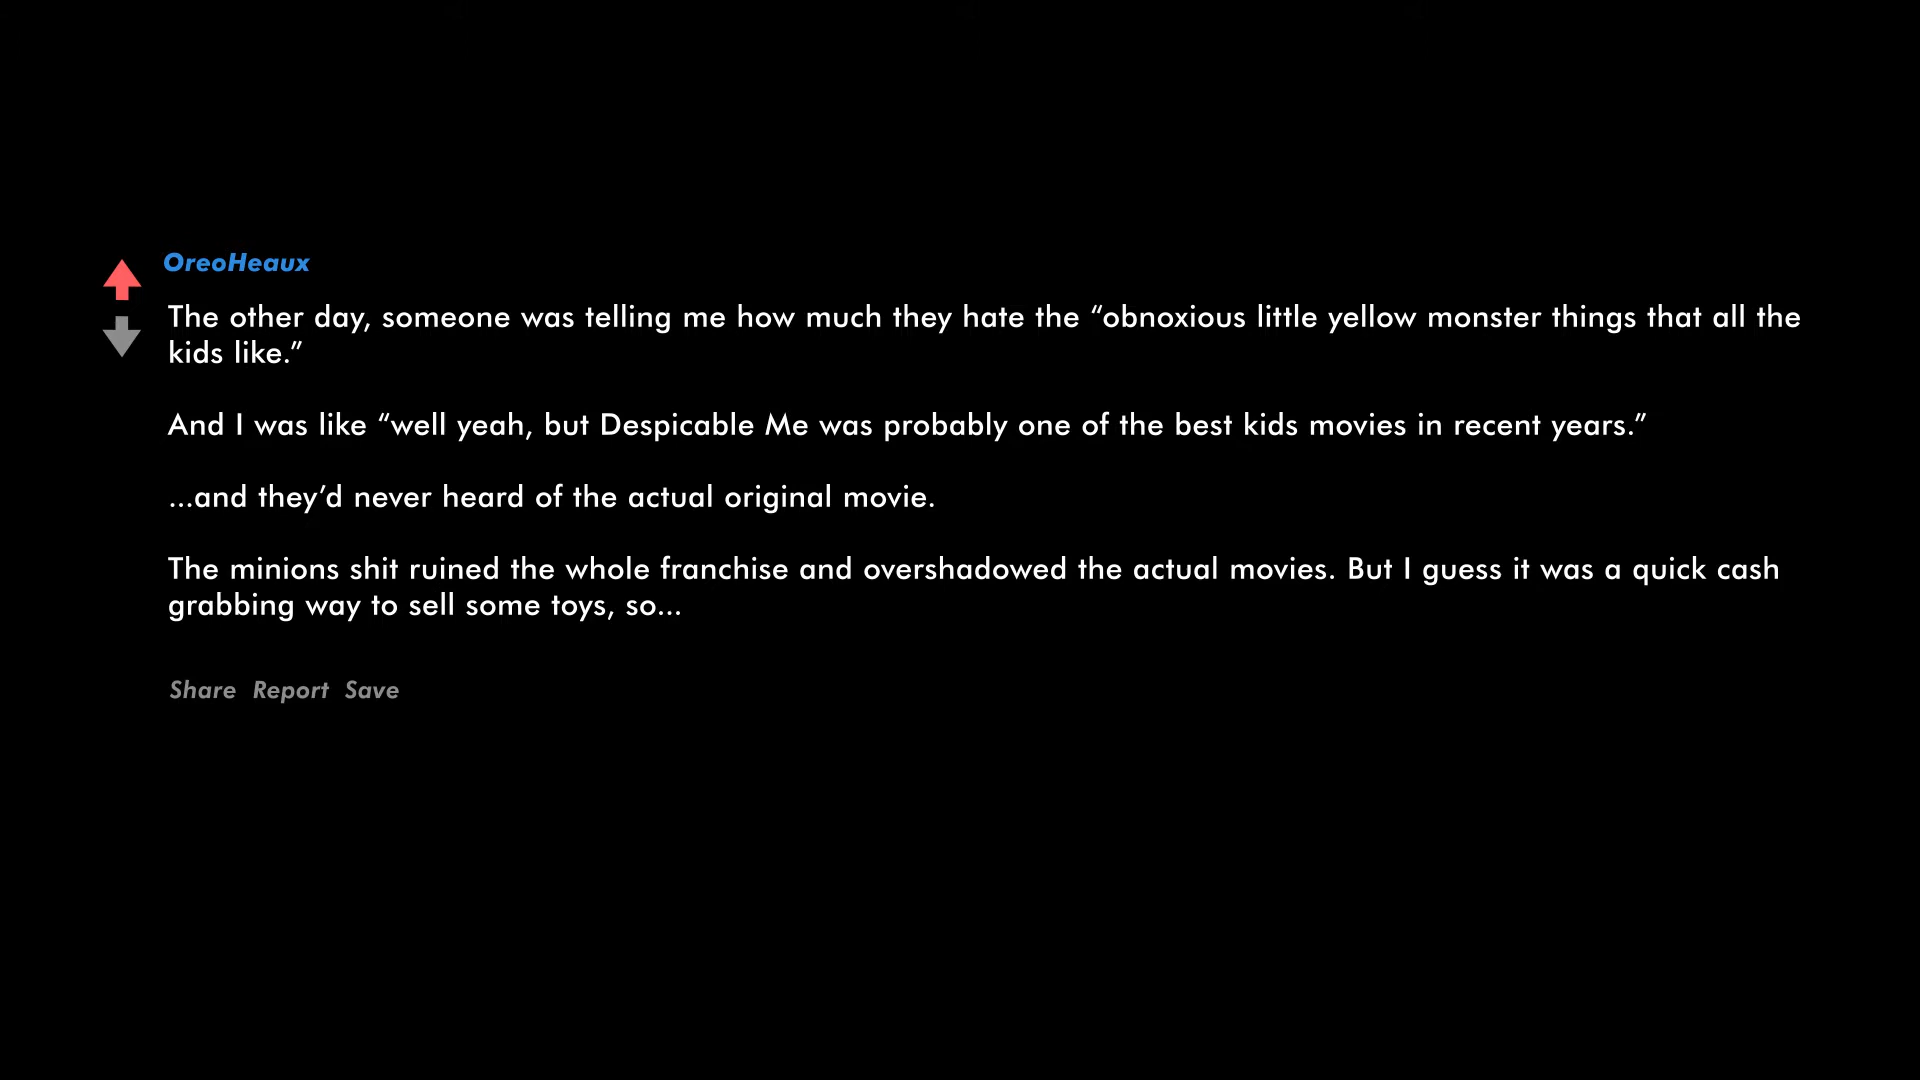 OreoHeaux
The other day, someone was telling me how much they hate the “obnoxious little yellow monster things that all the
kids like.”
And I was like “well yeah, but Despicable Me was probably one of the best kids movies in recent years.”
...and they’d never heard of the actual original movie.
The minions shit ruined the whole franchise and overshadowed the actual movies. But I guess it was a quick cash
grabbing way to sell some toys, so...
Share Report Save